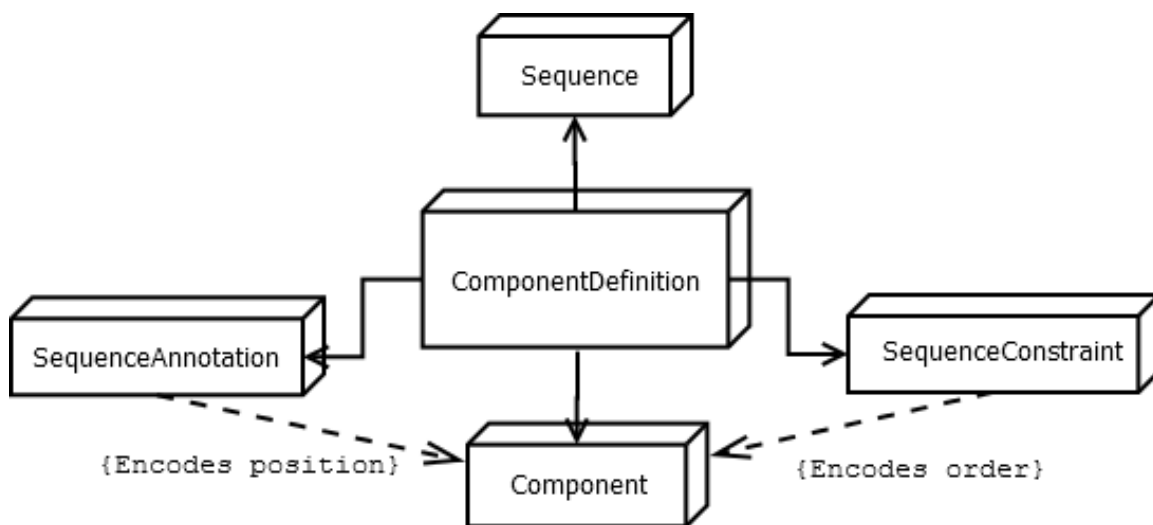 Sequence
ComponentDefinition
SequenceAnnotation
SequenceConstraint
{Encodes position}
{Encodes order}
Component